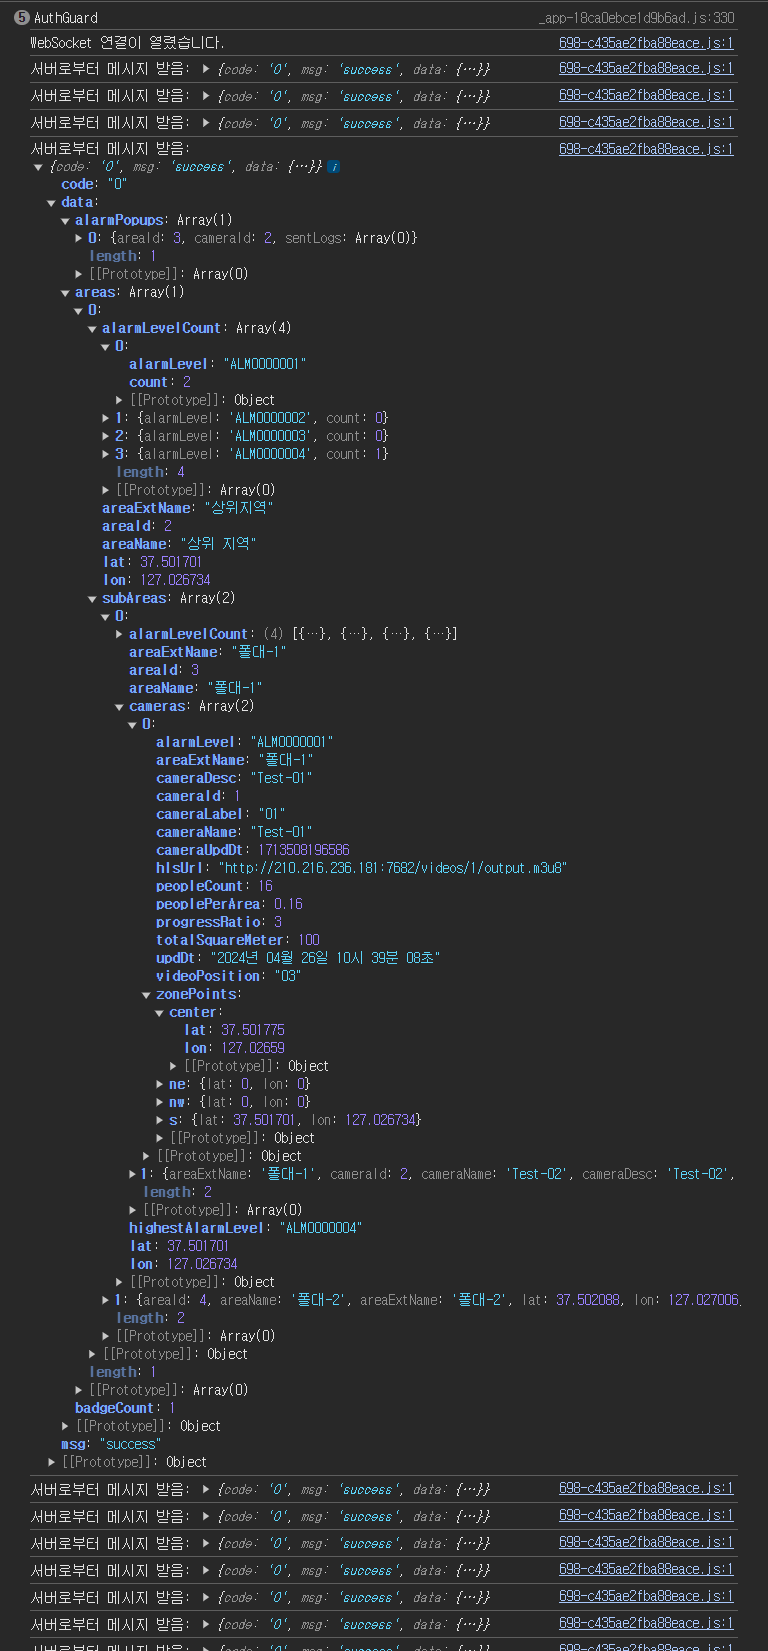 5 AuthGuard _app-18ca0ebce1d9b6ad.js:330
WebSocket 연결이 열렸습니다. 698-c435ae2fba88eace.js:1
서버로부터 메시지 받음: ▶ {code: '0', msg: 'success', data: {…}} 698-c435ae2fba88eace.js:1
서버로부터 메시지 받음: ▶ {code: '0', msg: 'success', data: {…}} 698-c435ae2fba88eace.js:1
서버로부터 메시지 받음: ▶ {code: '0', msg: 'success', data: {…}} 698-c435ae2fba88eace.js:1
서버로부터 메시지 받음: 698-c435ae2fba88eace.js:1
▼ {code: '0', msg: 'success', data: {…}} i
code: "0"
▼ data:
▼ alarmPopups: Array(1)
▶ 0: {areaId: 3, cameraId: 2, sentLogs: Array(0)}
length: 1
▶ [[Prototype]]: Array(0)
▼ areas: Array(1)
▼ 0:
▼ alarmLevelCount: Array(4)
▼ 0:
alarmLevel: "ALM0000001"
count: 2
▶ [[Prototype]]: Object
▶ 1: {alarmLevel: 'ALM0000002', count: 0}
▶ 2: {alarmLevel: 'ALM0000003', count: 0}
▶ 3: {alarmLevel: 'ALM0000004', count: 1}
length: 4
▶ [[Prototype]]: Array(0)
areaExtName: "상위지역"
areaId: 2
areaName: "상위 지역"
lat: 37.501701
lon: 127.026734
▼ subAreas: Array(2)
▼ 0:
▶ alarmLevelCount: (4) [{…}, {…}, {…}, {…}]
areaExtName: "폴대-1"
areaId: 3
areaName: "폴대-1"
▼ cameras: Array(2)
▼ 0:
alarmLevel: "ALM0000001"
areaExtName: "폴대-1"
cameraDesc: "Test-01"
cameraId: 1
cameraLabel: "01"
cameraName: "Test-01"
cameraUpdDt: 1713508196586
hlsUrl: "http://210.216.236.181:7682/videos/1/output.m3u8"
peopleCount: 16
peoplePerArea: 0.16
progressRatio: 3
totalSquareMeter: 100
updDt: "2024년 04월 26일 10시 39분 08초"
videoPosition: "03"
▼ zonePoints:
▼ center:
lat: 37.501775
lon: 127.02659
▶ [[Prototype]]: Object
▶ ne: {lat: 0, lon: 0}
▶ nw: {lat: 0, lon: 0}
▶ s: {lat: 37.501701, lon: 127.026734}
▶ [[Prototype]]: Object
▶ [[Prototype]]: Object
▶ 1: {areaExtName: '폴대-1', cameraId: 2, cameraName: 'Test-02', cameraDesc: 'Test-02',
length: 2
▶ [[Prototype]]: Array(0)
highestAlarmLevel: "ALM0000004"
lat: 37.501701
lon: 127.026734
▶ [[Prototype]]: Object
▶ 1: {areaId: 4, areaName: '폴대-2', areaExtName: '폴대-2', lat: 37.502088, lon: 127.027006,
length: 2
▶ [[Prototype]]: Array(0)
▶ [[Prototype]]: Object
length: 1
▶ [[Prototype]]: Array(0)
badgeCount: 1
▶ [[Prototype]]: Object
msg: "success"
▶ [[Prototype]]: Object
서버로부터 메시지 받음: ▶ {code: '0', msg: 'success', data: {…}} 698-c435ae2fba88eace.js:1
서버로부터 메시지 받음: ▶ {code: '0', msg: 'success', data: {…}} 698-c435ae2fba88eace.js:1
서버로부터 메시지 받음: ▶ {code: '0', msg: 'success', data: {…}} 698-c435ae2fba88eace.js:1
서버로부터 메시지 받음: ▶ {code: '0', msg: 'success', data: {…}} 698-c435ae2fba88eace.js:1
서버로부터 메시지 받음: ▶ {code: '0', msg: 'success', data: {…}} 698-c435ae2fba88eace.js:1
서버로부터 메시지 받음: ▶ {code: '0', msg: 'success', data: {…}} 698-c435ae2fba88eace.js:1
서버로부터 메시지 받음: ▶ {code: '0', msg: 'success', data: {…}} 698-c435ae2fba88eace.js:1